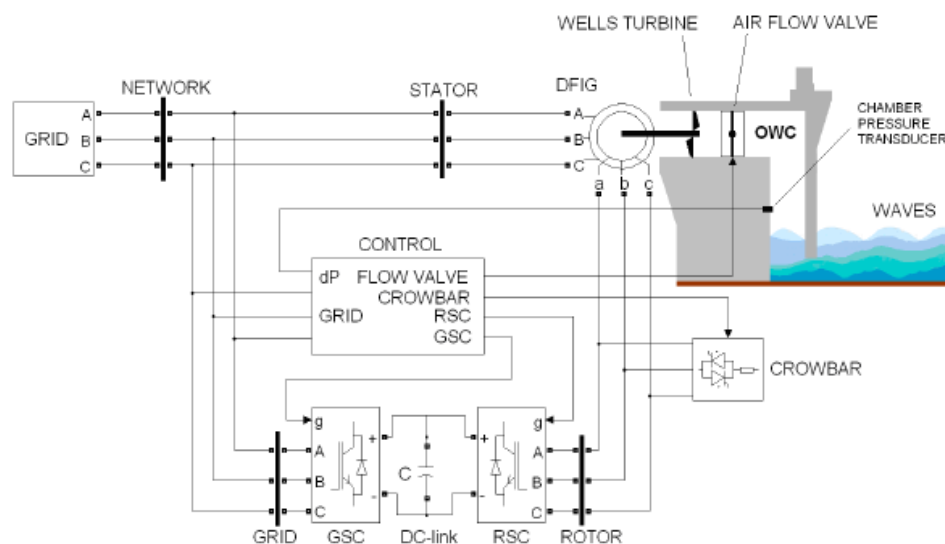 WELLS TURBINE
AIR FLOW VALVE
NETWORK
STATOR
DFIG
A
B
C
GRID
A
B
C
OWC
CHAMBER
PRESSURE
TRANSDUCER
a b c
WAVES
CONTROL
dP
FLOW VALVE
CROWBAR
GRID
RSC
GSC
CROWBAR
g
A
B
C
+
-
C
+
-
g
A
B
C
GRID
GSC
DC-link
RSC
ROTOR